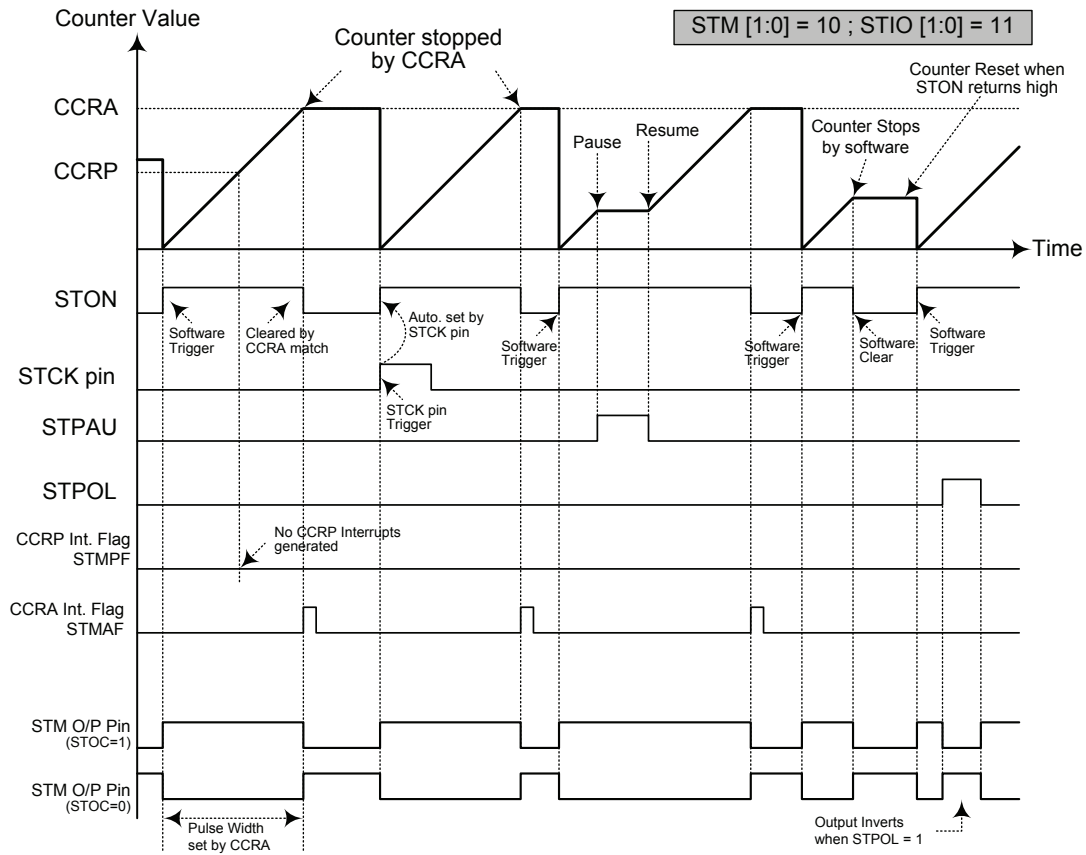 Counter Value
STM [1:0] = 10 ; STIO [1:0] = 11
Counter stopped
by CCRA
Counter Reset when
STON returns high
CCRA
Pause
Resume
Counter Stops
by software
CCRP
Time
STON
Software
Trigger
Cleared by
CCRA match
Auto. set by
STCK pin
Software
Trigger
Software
Trigger
Software
Clear
Software
Trigger
STCK pin
STCK pin
Trigger
STPAU
STPOL
CCRP Int. Flag
STMPF
No CCRP Interrupts
generated
CCRA Int. Flag
STMAF
STM O/P Pin
(STOC=1)
STM O/P Pin
(STOC=0)
Pulse Width
set by CCRA
Output Inverts
when STPOL = 1